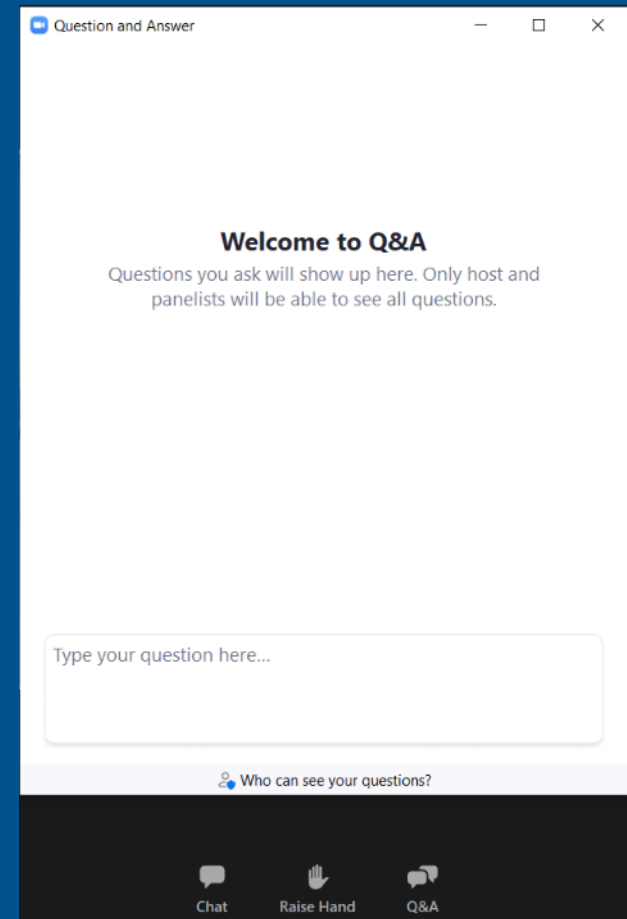 Question and Answer
Welcome to Q&A
Questions you ask will show up here. Only host and
panelists will be able to see all questions.
Type your question here...
Who can see your questions?
Chat
Raise Hand
Q&A